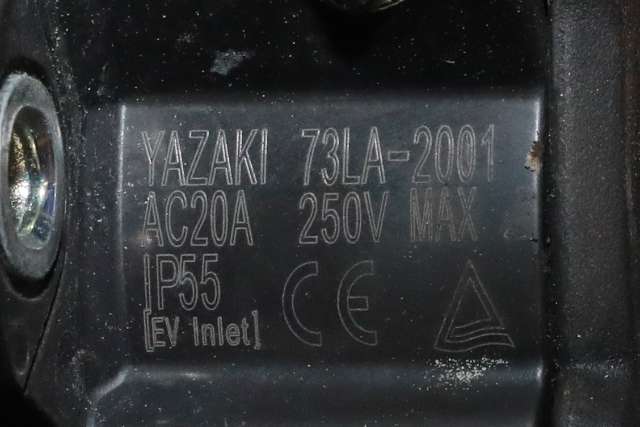 YAZAKI 73LA-2001
AC20A 250V MAX
IP55
[EV Inlet] CE